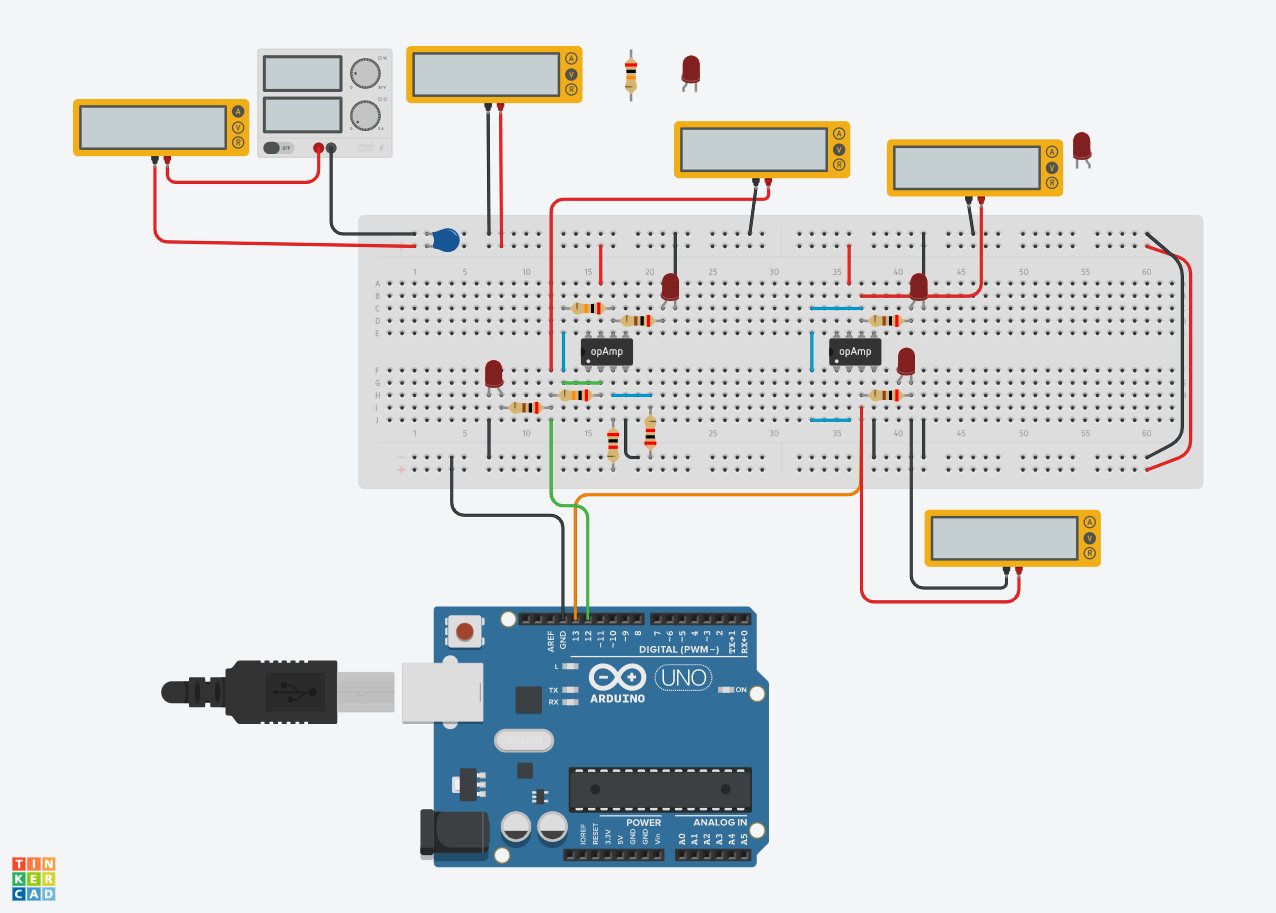 A
V
R
OFF
A
V
R
A
V
R
A
V
R
1 5 10 15 20 25 30 35 40 45 50 55 60
A
B
C
D
E
opAmp opAmp
F
G
H
I
J
1 5 10 15 20 25 30 35 40 45 50 55 60
A
V
R
AREF GND 13 12 ~11 ~10 ~9 8 7 ~6 ~5 4 ~3 2 TX→1 RX←0
DIGITAL (PWM~)
L
TX
RX
ARDUINO
UNO
ON
POWER
ANALOG IN
IOREF RESET 3.3V 5V GND GND Vin A0 A1 A2 A3 A4 A5
TIN
KER
CAD